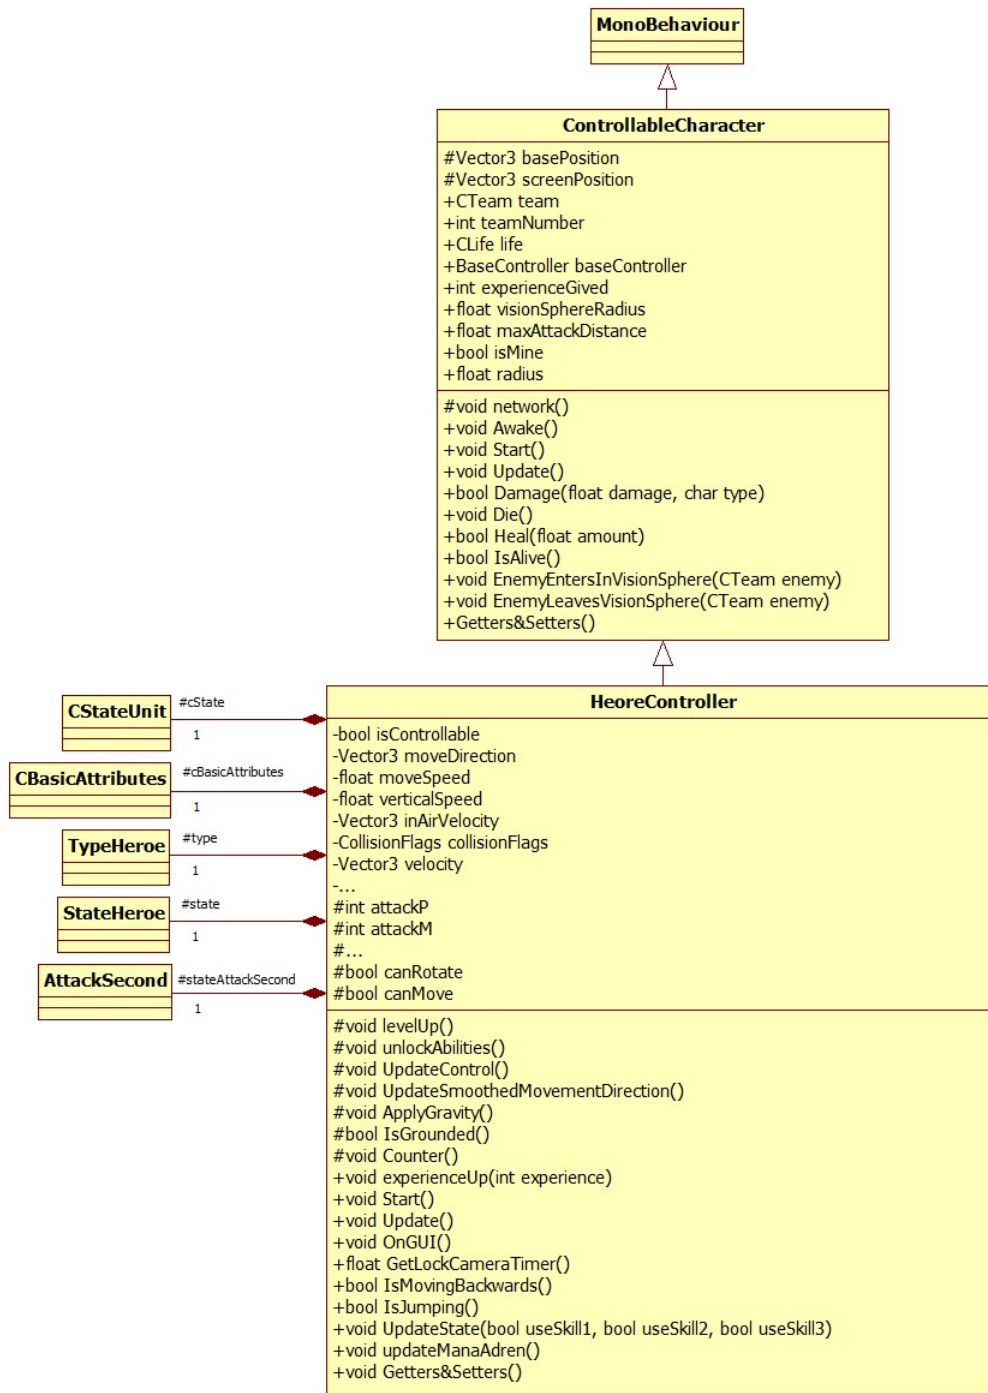 MonoBehaviour
ControllableCharacter
#Vector3 basePosition
#Vector3 screenPosition
+CTeam team
+int teamNumber
+CLife life
+BaseController baseController
+int experienceGived
+float visionSphereRadius
+float maxAttackDistance
+bool isMine
+float radius
#void network()
+void Awake()
+void Start()
+void Update()
+bool Damage(float damage, char type)
+void Die()
+bool Heal(float amount)
+bool IsAlive()
+void EnemyEntersInVisionSphere(CTeam enemy)
+void EnemyLeavesVisionSphere(CTeam enemy)
+Getters&Setters()
CStateUnit
#cState
1
CBasicAttributes
#cBasicAttributes
1
TypeHeroe
#type
1
StateHeroe
#state
1
AttackSecond
#stateAttackSecond
1
HeoreController
-bool isControllable
-Vector3 moveDirection
-float moveSpeed
-float verticalSpeed
-Vector3 inAirVelocity
-CollisionFlags collisionFlags
-Vector3 velocity
-...
#int attackP
#int attackM
#...
#bool canRotate
#bool canMove
#void levelUp()
#void unlockAbilities()
#void UpdateControl()
#void UpdateSmoothedMovementDirection()
#void ApplyGravity()
#bool IsGrounded()
#void Counter()
+void experienceUp(int experience)
+void Start()
+void Update()
+void OnGUI()
+float GetLockCameraTimer()
+bool IsMovingBackwards()
+bool IsJumping()
+void UpdateState(bool useSkill1, bool useSkill2, bool useSkill3)
+void updateManaAdren()
+void Getters&Setters()